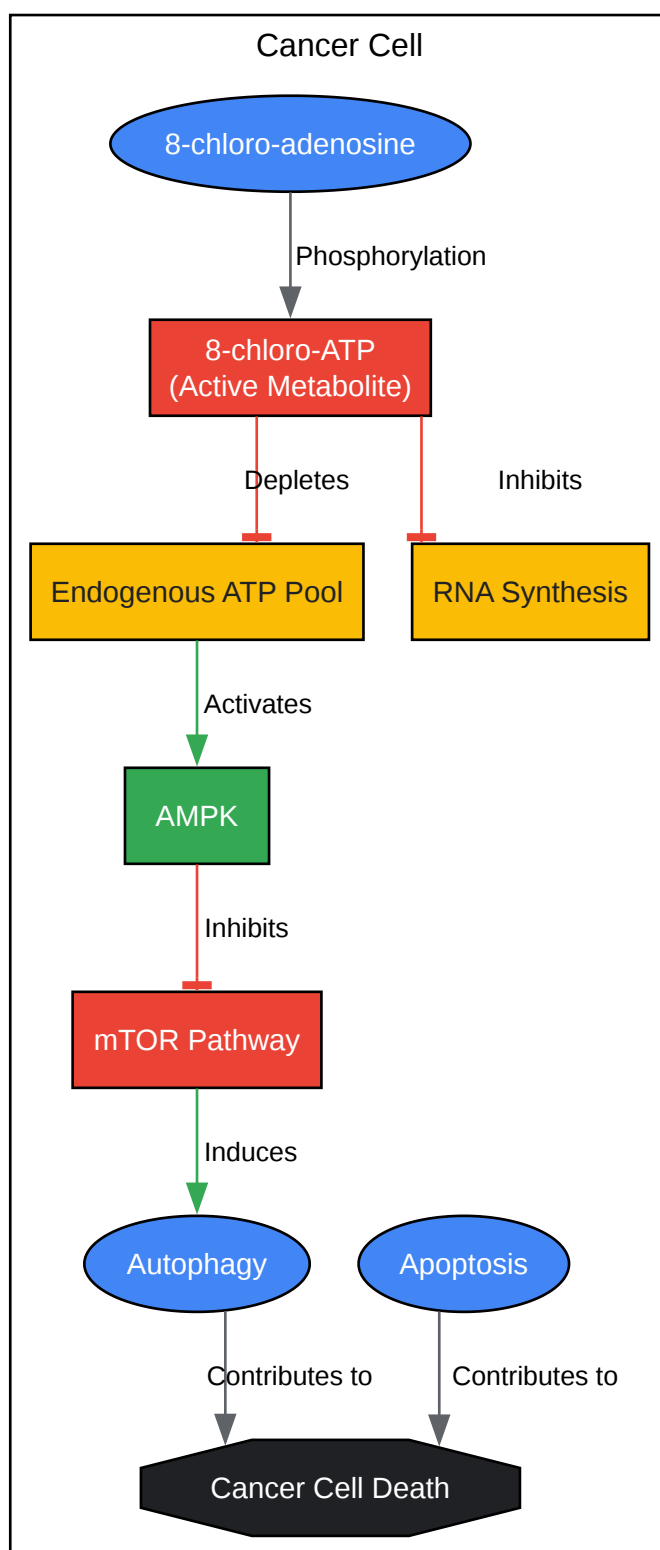 Cancer Cell
8-chloro-adenosine
Phosphorylation
8-chloro-ATP
(Active Metabolite)
Depletes
Inhibits
Endogenous ATP Pool
RNA Synthesis
Activates
AMPK
Inhibits
mTOR Pathway
Induces
Autophagy
Apoptosis
Contributes to
Contributes to
Cancer Cell Death